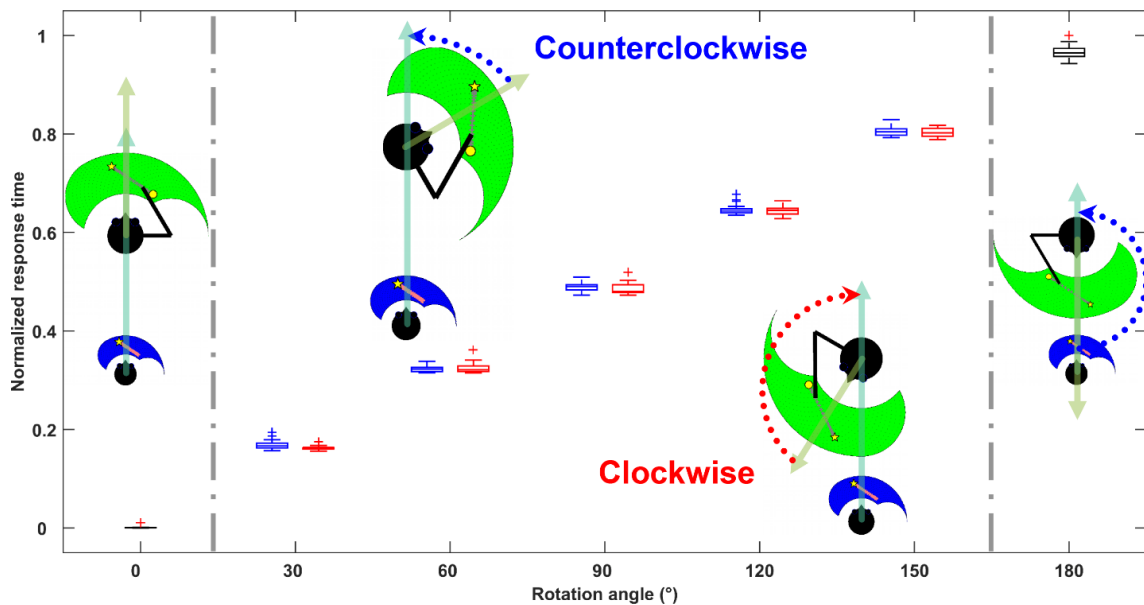 Normalized response time
1
0.8
0.6
0.4
0.2
0
Counterclockwise
Clockwise
0 30 60 90 120 150 180
Rotation angle (°)